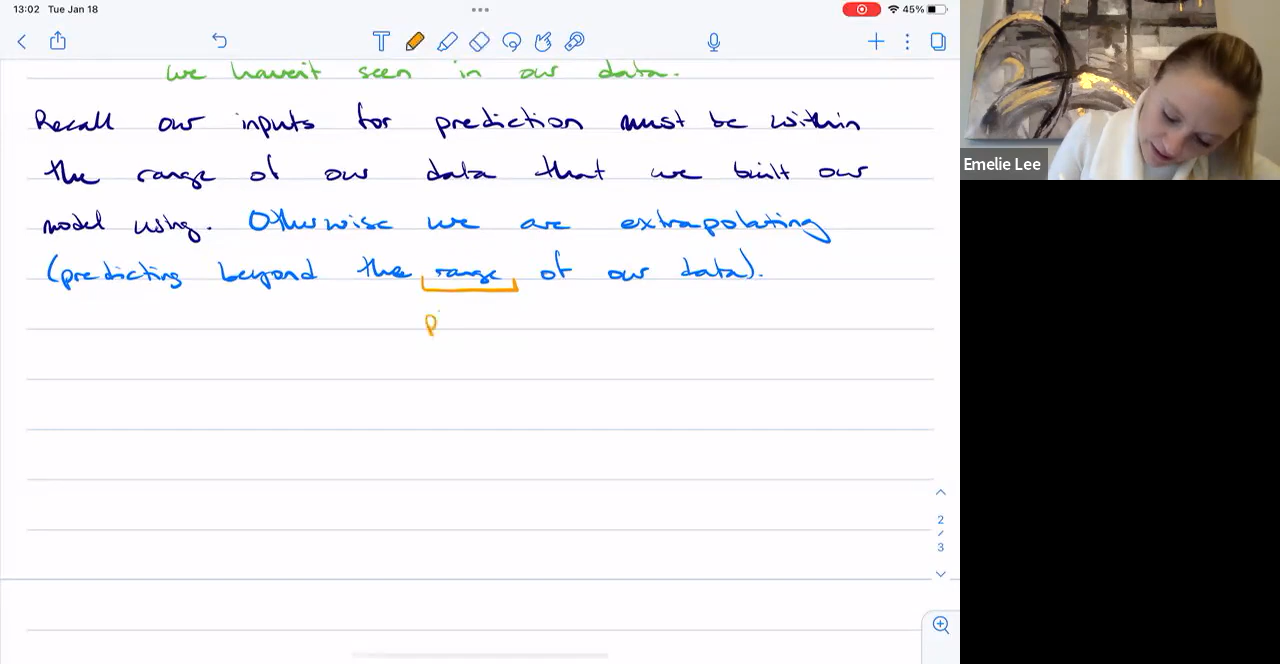 13:02 Tue Jan 18
45%
we haven't seen in our data.
Recall our inputs for prediction must be within
the range of our data that we built our
model using. Otherwise we are extrapolating
(predicting beyond the range of our data).
p
2
/
3
Emelie Lee